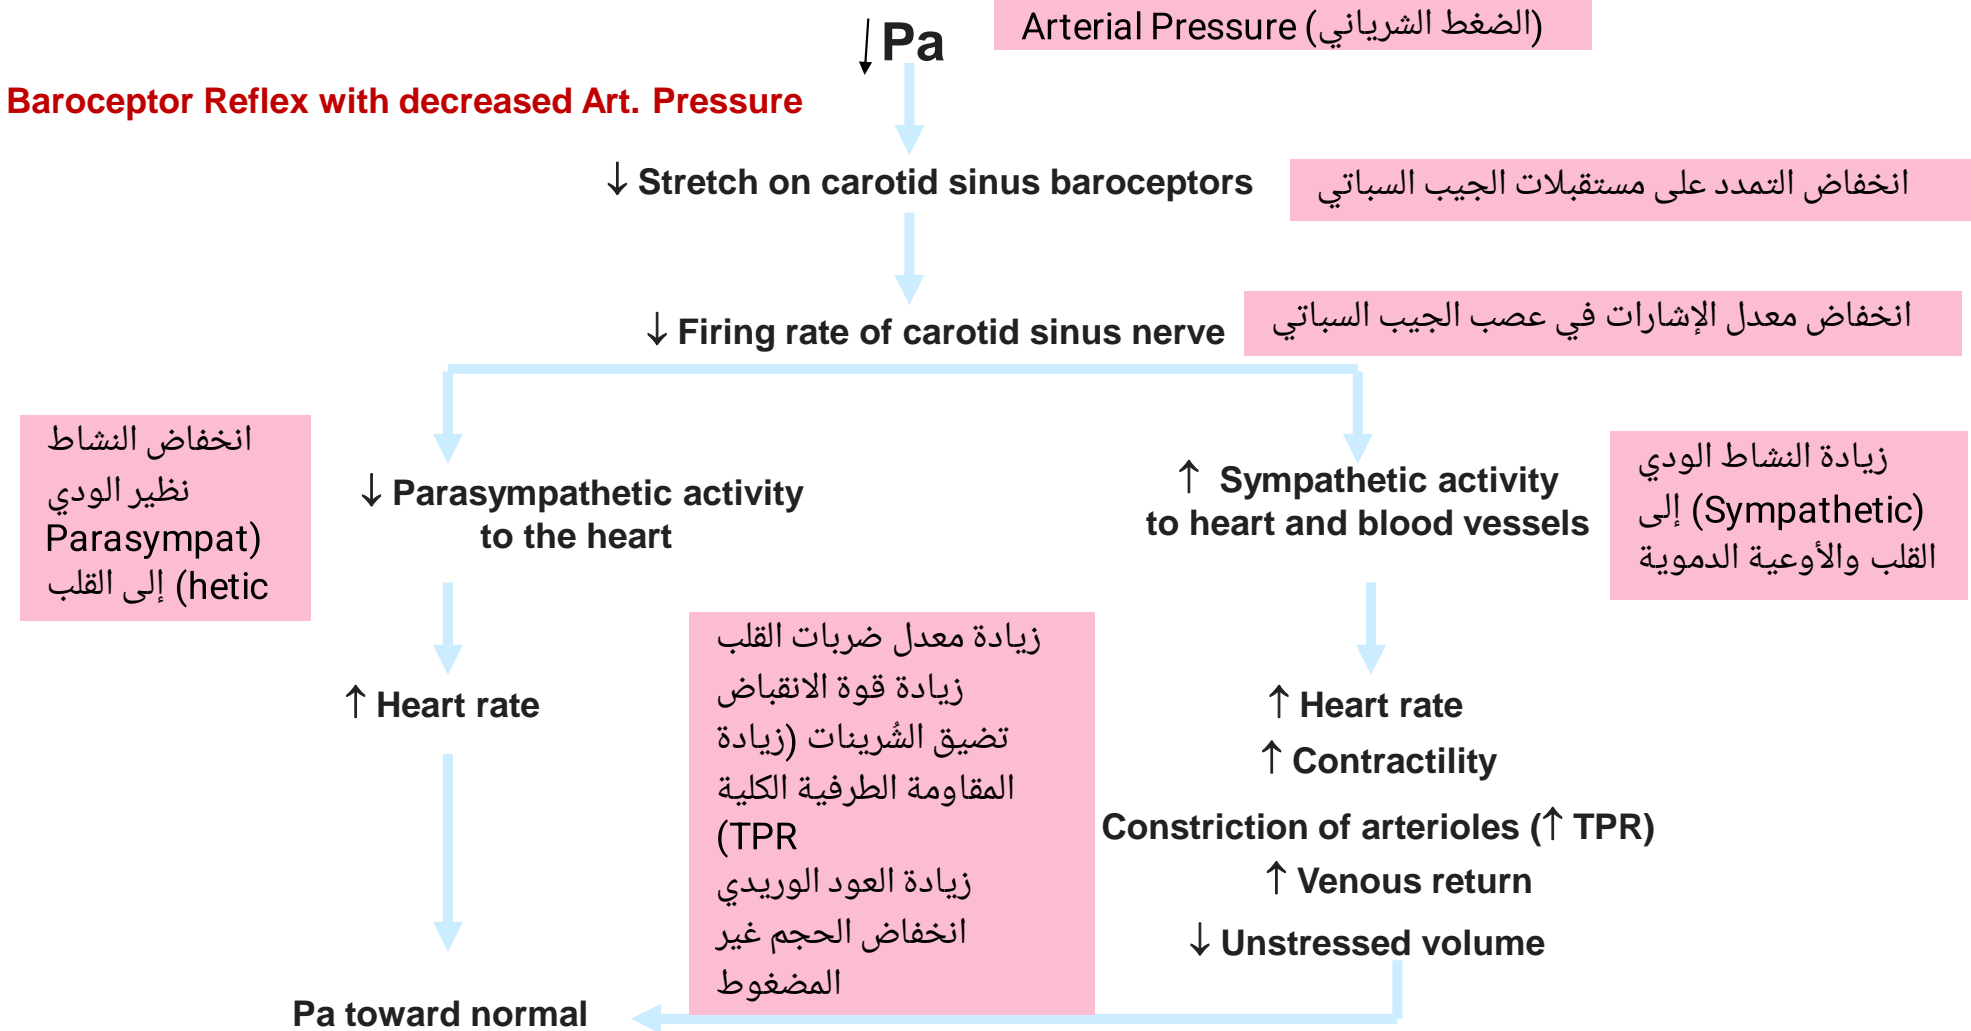 ↓ Pa
Arterial Pressure (الضغط الشرياني)
Baroceptor Reflex with decreased Art. Pressure
↓ Stretch on carotid sinus baroceptors
انخفاض التمدد على مستقبلات الجيب السباتي
↓ Firing rate of carotid sinus nerve
انخفاض معدل الإشارات في عصب الجيب السباتي
انخفاض النشاط
نظير الودي
(Parasympat
hetic) إلى القلب
↓ Parasympathetic activity
to the heart
↑ Sympathetic activity
to heart and blood vessels
زيادة النشاط الودي
(Sympathetic) إلى
القلب والأوعية الدموية
↑ Heart rate
زيادة معدل ضربات القلب
زيادة قوة الانقباض
تضيق الشُرينات (زيادة
المقاومة الطرفية الكلية
TPR)
زيادة العود الوريدي
انخفاض الحجم غير
المضغوط
↑ Heart rate
↑ Contractility
Constriction of arterioles (↑ TPR)
↑ Venous return
↓ Unstressed volume
Pa toward normal